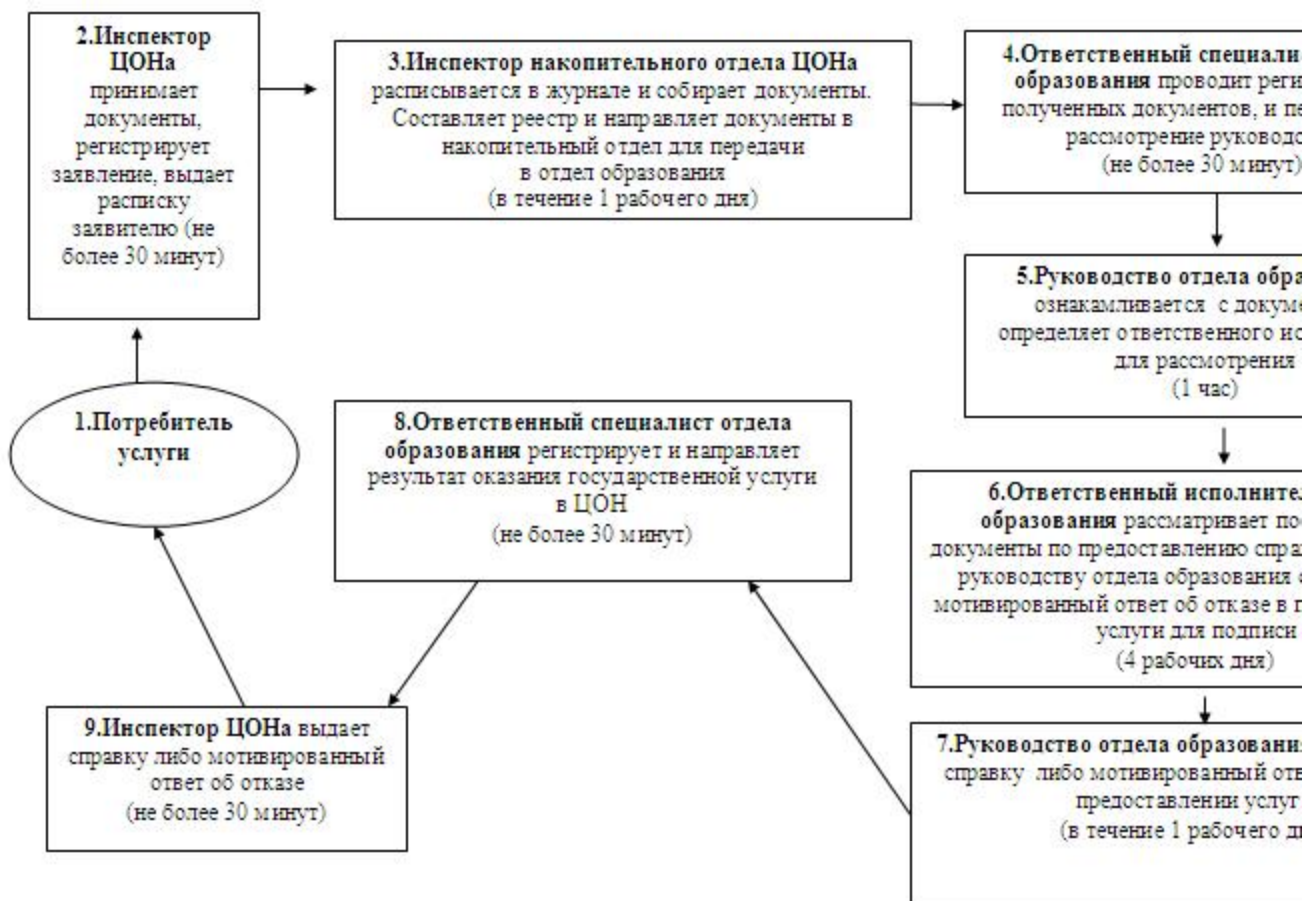 2.Инспектор
ЦОНа
принимает
документы,
регистрирует
заявление, выдает
расписку
заявителю (не
более 30 минут)
3.Инспектор накопительного отдела ЦОНа
расписывается в журнале и собирает документы.
Составляет реестр и направляет документы в
накопительный отдел для передачи
в отдел образования
(в течение 1 рабочего дня)
4.Ответственный
образования проводит
полученных документов, и
рассмотрение
(не более 30 минут)
5.Руководство отдела
ознакамливается с
определяет ответственного
для рассмотрения
(1 час)
6.Ответственный
образования рассматривает
документы по предоставлению
руководству отдела образования
мотивированный ответ об отказе в
услуги для подписи
(4 рабочих дня)
7.Руководство отдела
справку либо мотивированный
предоставлении услуг
(в течение 1 рабочего
8.Ответственный специалист отдела
образования регистрирует и направляет
результат оказания государственной услуги
в ЦОН
(не более 30 минут)
9.Инспектор ЦОНа выдает
справку либо мотивированный
ответ об отказе
(не более 30 минут)
1.Потребитель
услуги